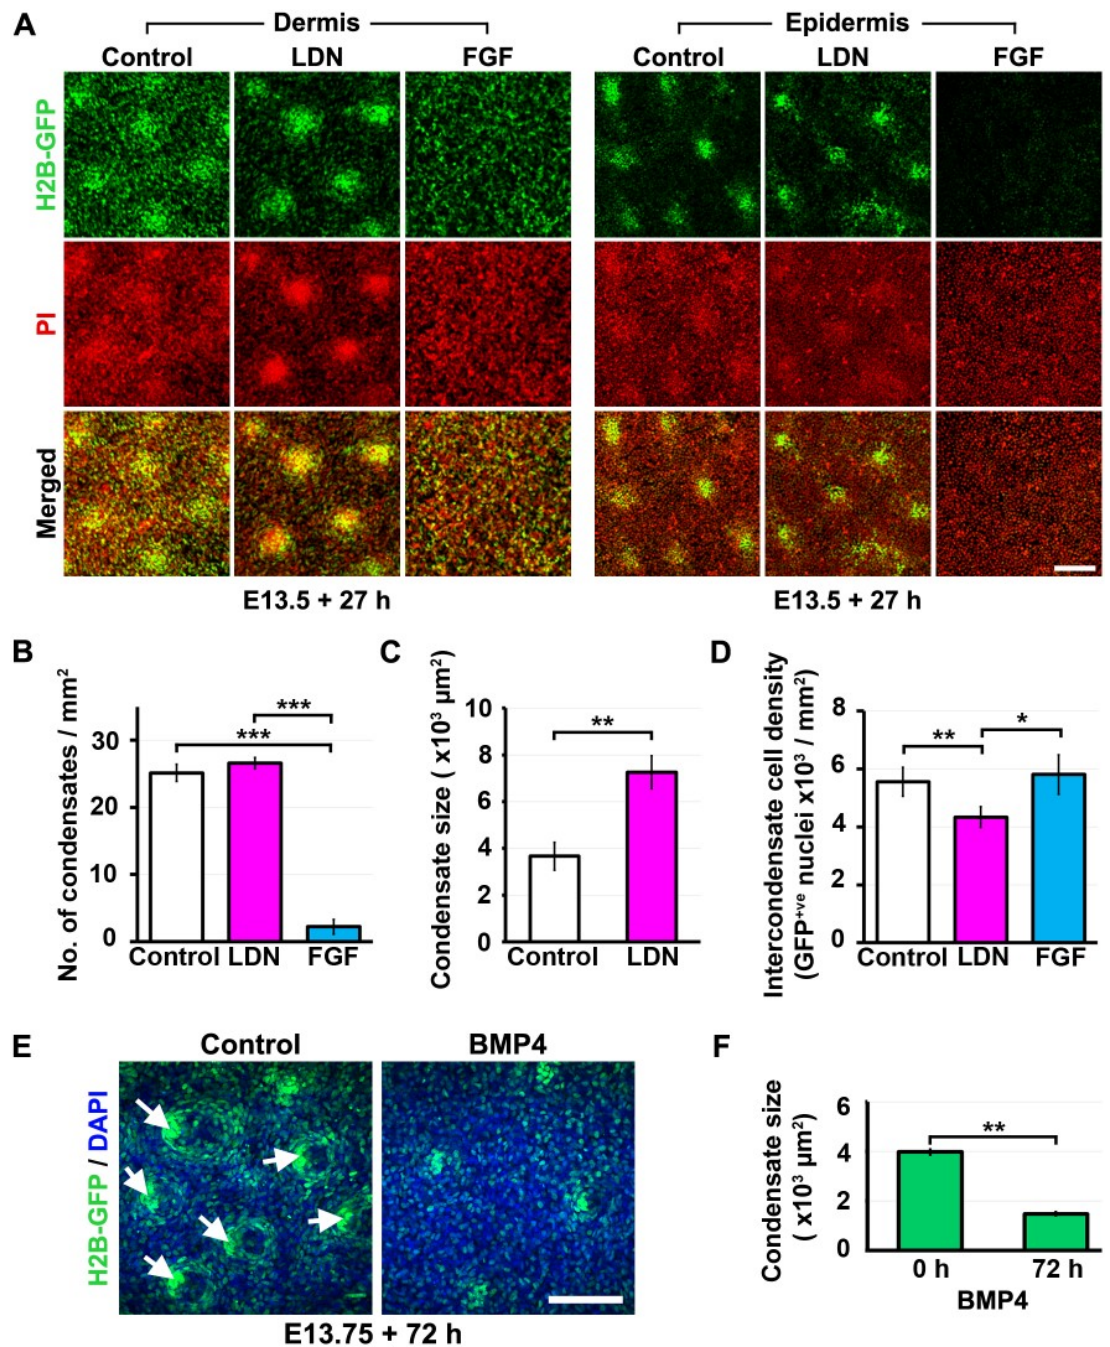 A
Dermis
Epidermis
Control LDN FGF
Control LDN FGF
H2B-GFP
PI
Merged
E13.5 + 27 h
E13.5 + 27 h
B
No. of condensates / mm²
30
20
10
0
***
***
Control LDN FGF
C
Condensate size ( x10³ µm²)
10
8
6
4
2
0
**
Control LDN
D
Intercondensate cell density
(GFP⁺ᵛᵉ nuclei x10³ / mm²)
8
6
4
2
0
**
*
Control LDN FGF
E
Control
BMP4
H2B-GFP / DAPI
E13.75 + 72 h
F
Condensate size
( x10³ µm²)
6
4
2
0
**
0 h 72 h
BMP4